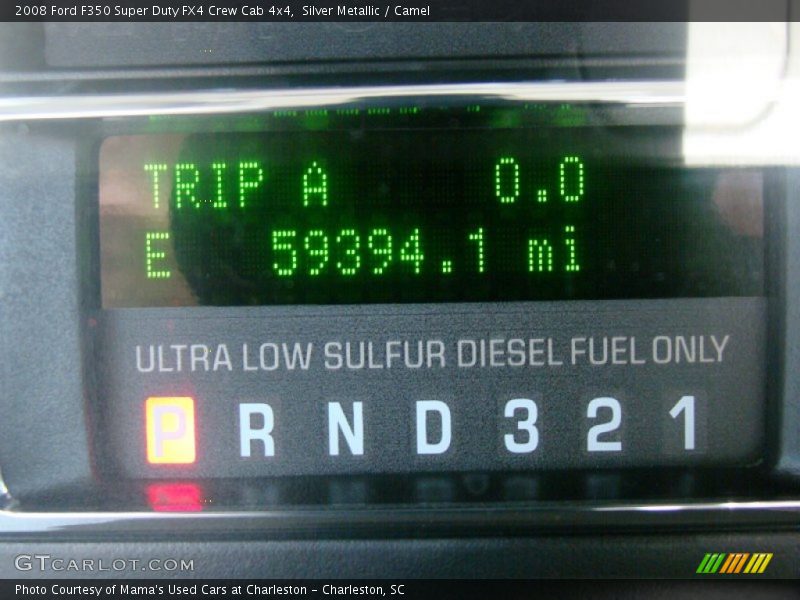 2008 Ford F350 Super Duty FX4 Crew Cab 4x4, Silver Metallic / Camel
TRIP A 0.0
E 59394.1 mi
ULTRA LOW SULFUR DIESEL FUEL ONLY
P R N D 3 2 1
GTCARLOT.COM
Photo Courtesy of Mama's Used Cars at Charleston - Charleston, SC